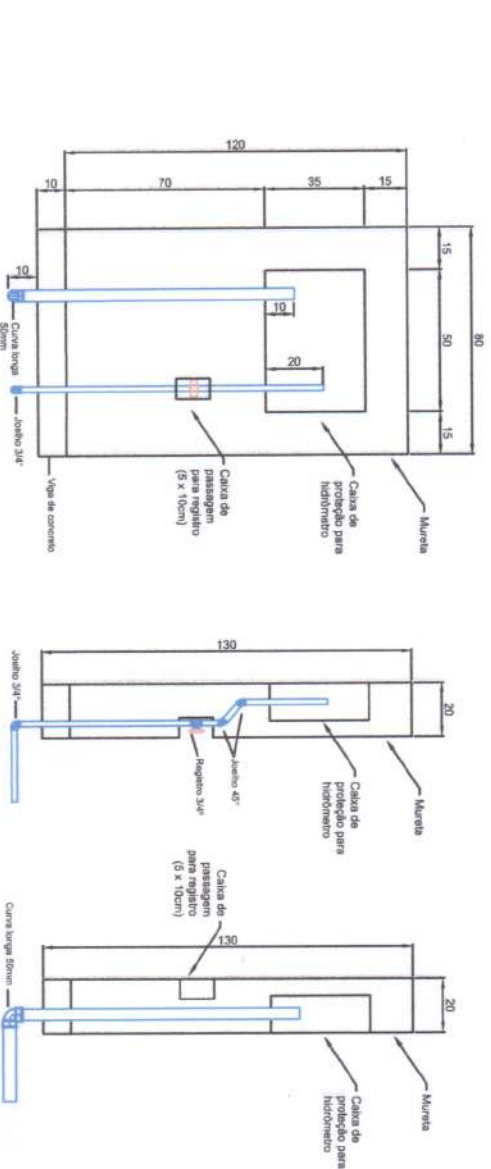 120
10
70
35
15
80
15
50
15
10
10
20
Curva longa
50mm
Joelho 3/4"
Viga de concreto
Caixa de
passagem
para registro
(5 x 10cm)
Caixa de
proteção para
hidrômetro
Mureta
130
20
Joelho 3/4"
Registro 3/4"
Joelho 45°
Caixa de
proteção para
hidrômetro
Mureta
130
20
Caixa de
passagem
para registro
(5 x 10cm)
Curva longa 50mm
Caixa de
proteção para
hidrômetro
Mureta